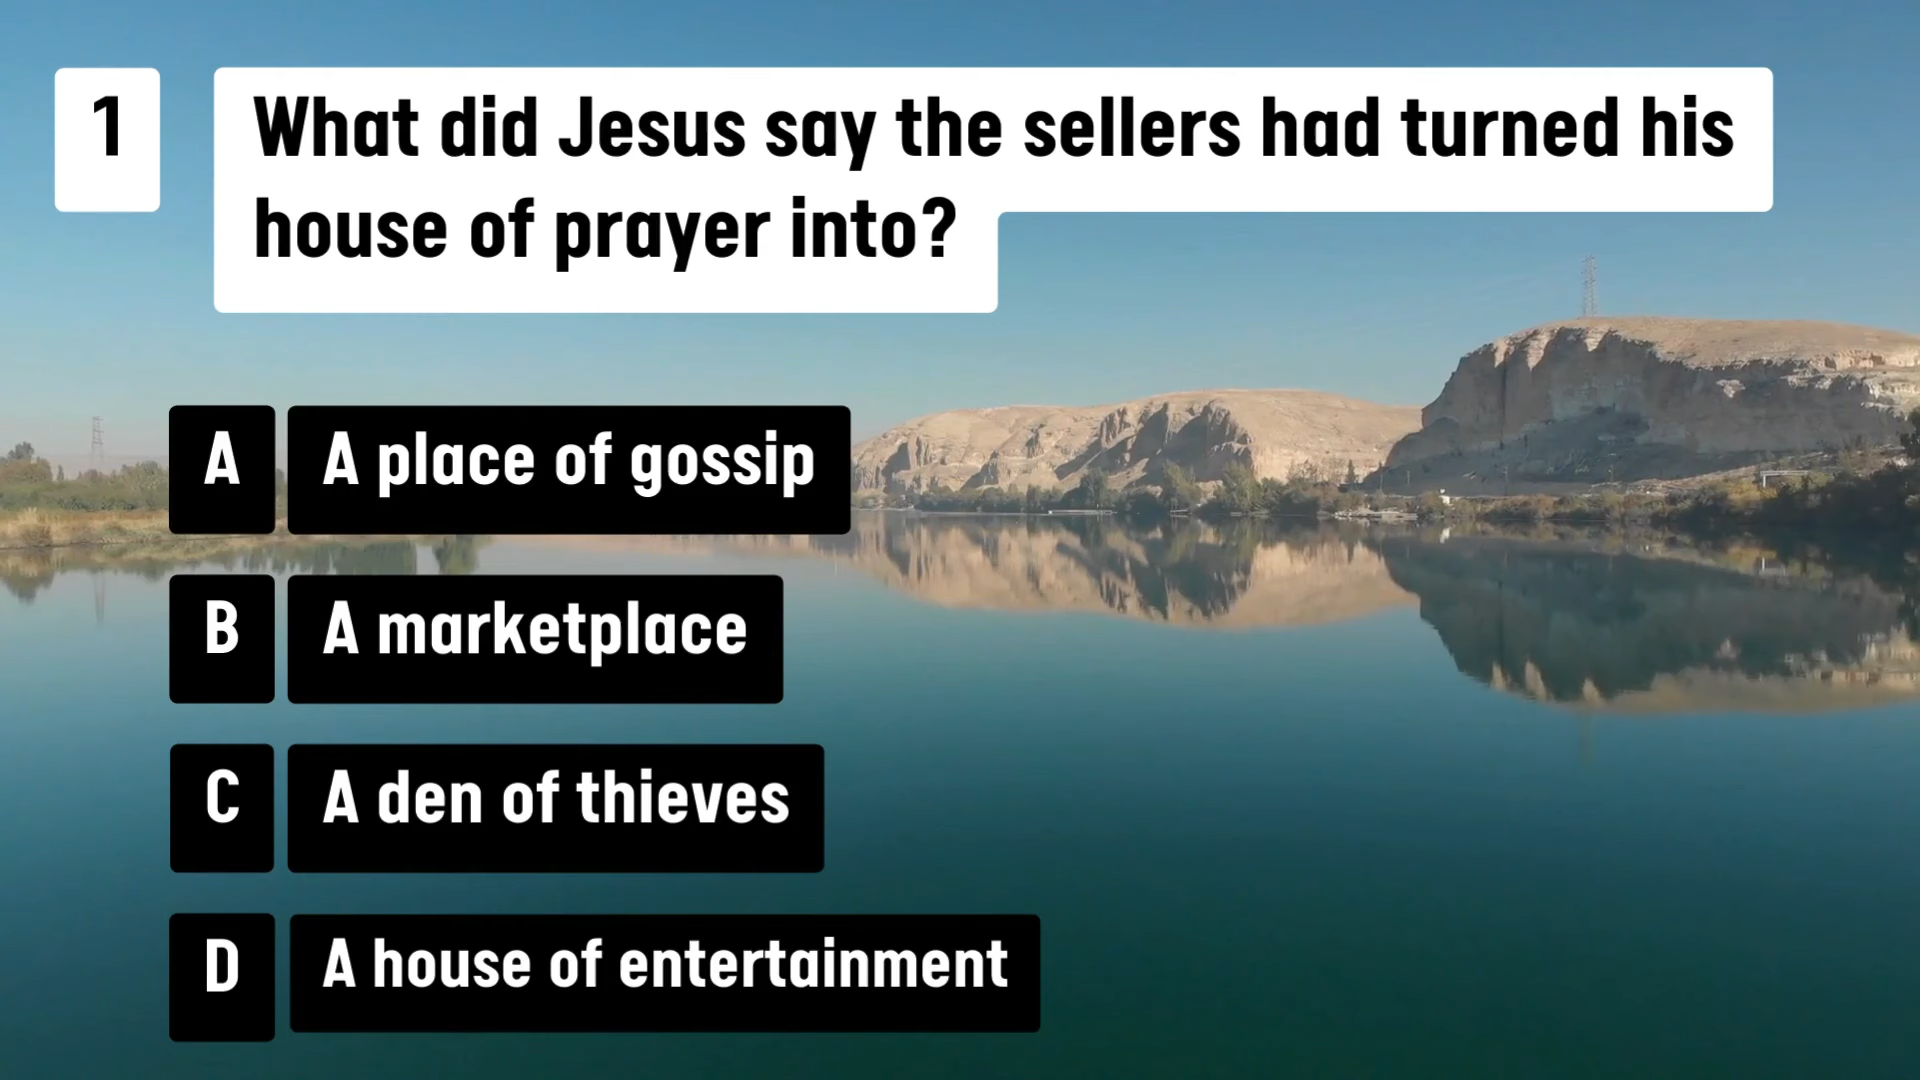 1
What did Jesus say the sellers had turned his
house of prayer into?
A A place of gossip
B A marketplace
C A den of thieves
D A house of entertainment